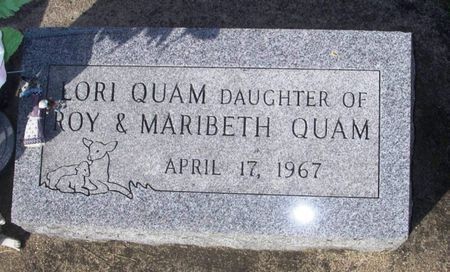 LORI QUAM DAUGHTER OF
ROY & MARIBETH QUAM
APRIL 17, 1967